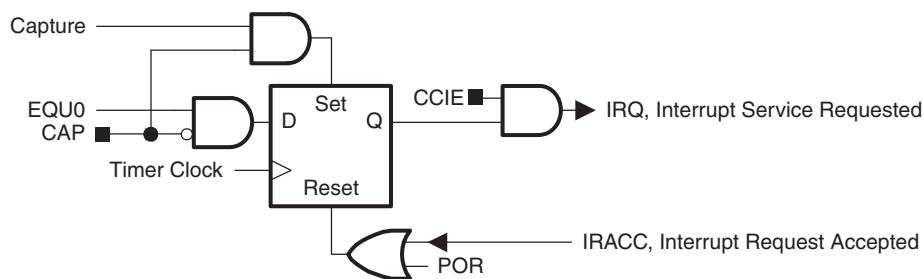 Capture
EQU0
CAP
Timer Clock
Set
D
Q
Reset
CCIE
IRQ, Interrupt Service Requested
IRACC, Interrupt Request Accepted
POR